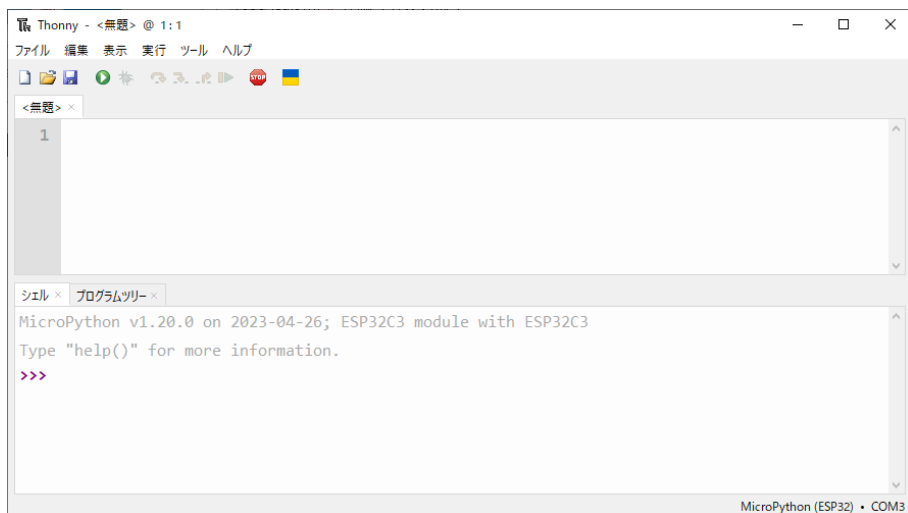 Thonny - <無題> @ 1:1
ファイル 編集 表示 実行 ツール ヘルプ
STOP
<無題> ×
1
シェル × プログラムツリー ×
MicroPython v1.20.0 on 2023-04-26; ESP32C3 module with ESP32C3
Type "help()" for more information.
>>>
MicroPython (ESP32) • COM3